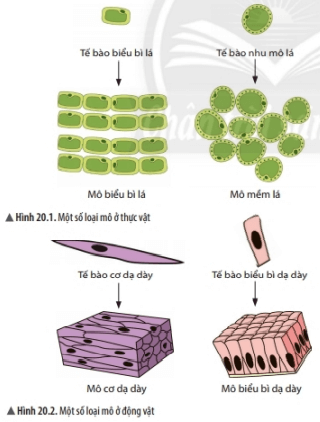 Tế bào biểu bì lá
Tế bào nhu mô lá
Mô biểu bì lá
Mô mềm lá
▲ Hình 20.1. Một số loại mô ở thực vật
Tế bào cơ dạ dày
Tế bào biểu bì dạ dày
Mô cơ dạ dày
Mô biểu bì dạ dày
▲ Hình 20.2. Một số loại mô ở động vật